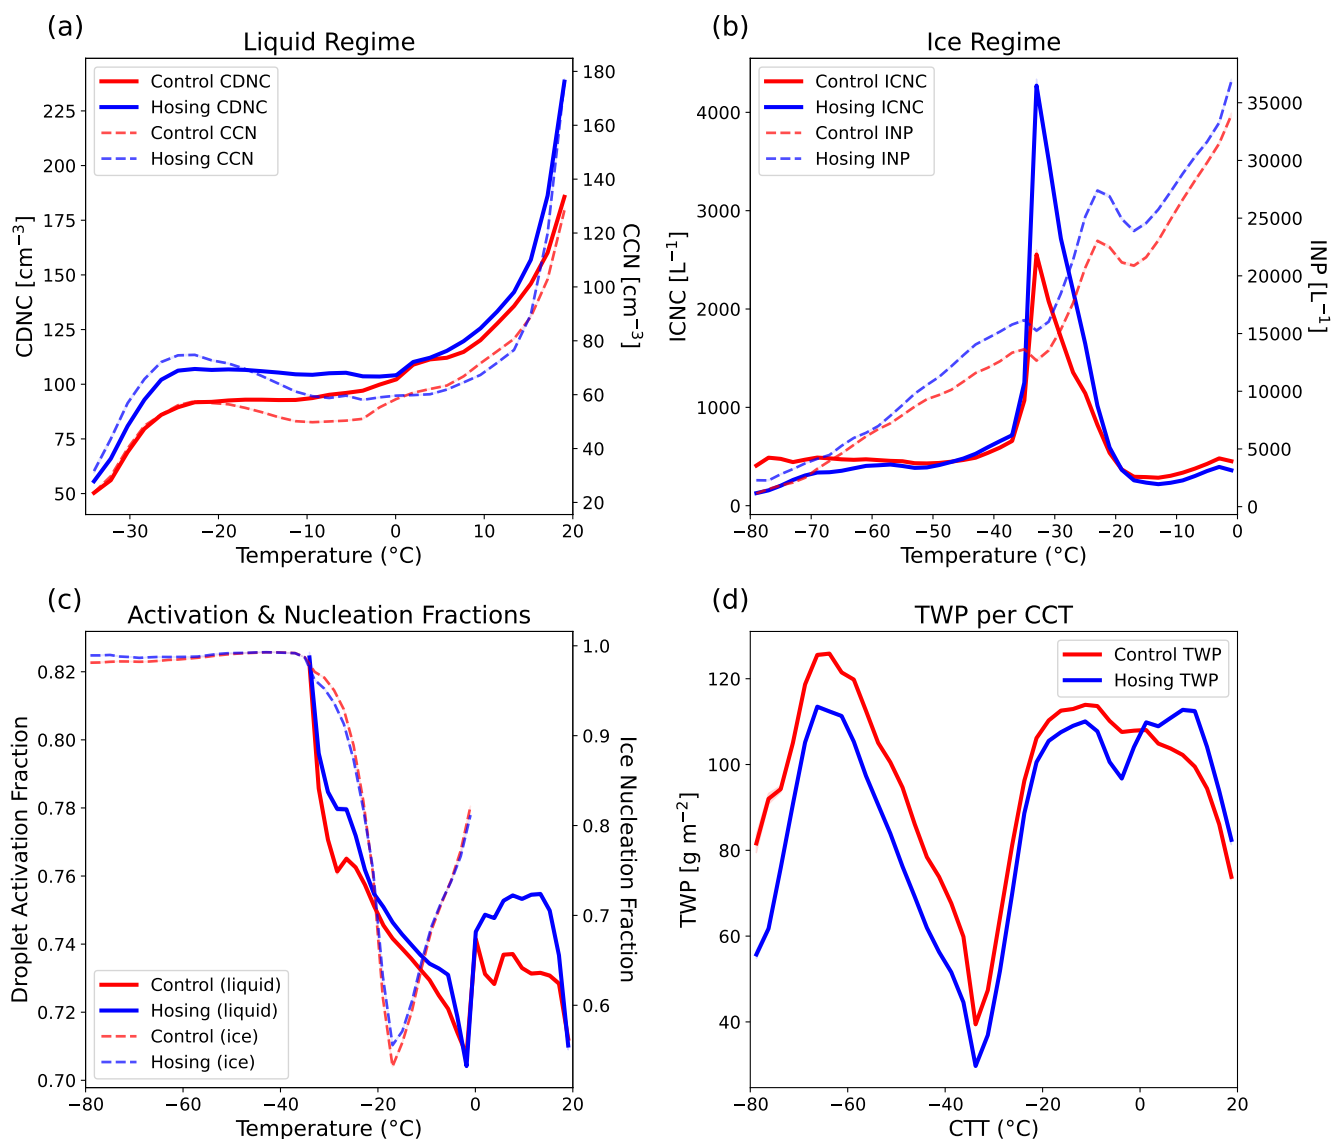 (a)
Liquid Regime
Control CDNC
Hosing CDNC
Control CCN
Hosing CCN
CDNC [cm⁻³]
225
200
175
150
125
100
75
50
CCN [cm⁻³]
180
160
140
120
100
80
60
40
20
−30
−20
−10
0
10
20
Temperature (°C)
(b)
Ice Regime
Control ICNC
Hosing ICNC
Control INP
Hosing INP
ICNC [L⁻¹]
4000
3000
2000
1000
0
INP [L⁻¹]
35000
30000
25000
20000
15000
10000
5000
0
−80
−70
−60
−50
−40
−30
−20
−10
0
Temperature (°C)
(c)
Activation & Nucleation Fractions
Droplet Activation Fraction
0.82
0.80
0.78
0.76
0.74
0.72
0.70
Ice Nucleation Fraction
1.0
0.9
0.8
0.7
0.6
Control (liquid)
Hosing (liquid)
Control (ice)
Hosing (ice)
−80
−60
−40
−20
0
20
Temperature (°C)
(d)
TWP per CCT
Control TWP
Hosing TWP
TWP [g m⁻²]
120
100
80
60
40
−80
−60
−40
−20
0
20
CTT (°C)